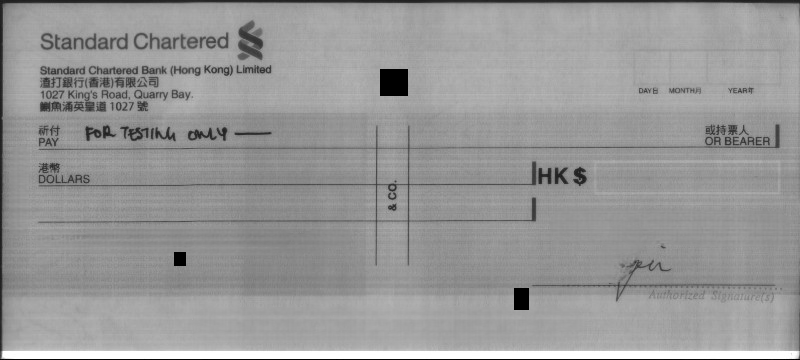 Standard Chartered
Standard Chartered Bank (Hong Kong) Limited
渣打銀行(香港)有限公司
1027 King's Road, Quarry Bay.
鰂魚涌英皇道 1027 號
DAY日 MONTH月 YEAR年
祈付 或持票人
PAY FOR TESTING ONLY OR BEARER
港幣
DOLLARS HK $
& CO.
Authorized Signature(s)